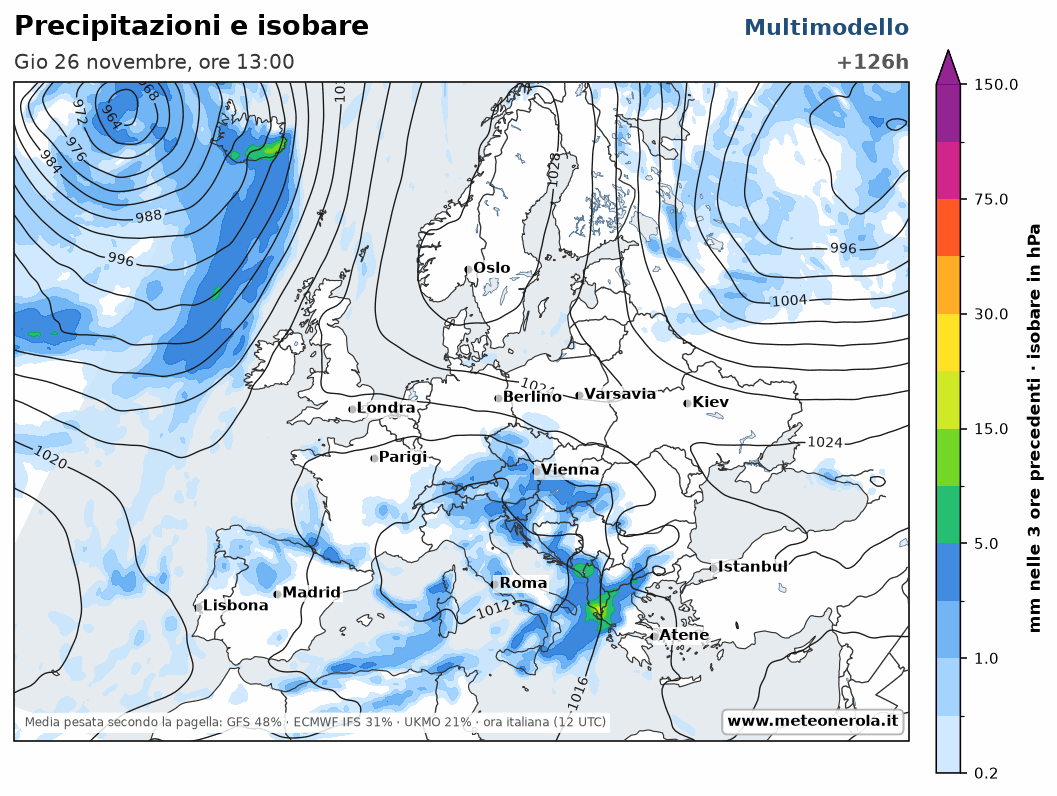 Precipitazioni e isobare
Multimodello
Gio 26 novembre, ore 13:00
+126h
150.0
75.0
30.0
15.0
5.0
1.0
0.2
mm nelle 3 ore precedenti · isobare in hPa
968
964
972
976
984
988
996
1028
996
1004
Oslo
1024
Berlino
Varsavia
Kiev
Londra
1024
1020
Parigi
Vienna
Istanbul
Roma
Madrid
Lisbona
1012
Atene
1016
Media pesata secondo la pagella: GFS 48% · ECMWF IFS 31% · UKMO 21% · ora italiana (12 UTC)
www.meteonerola.it